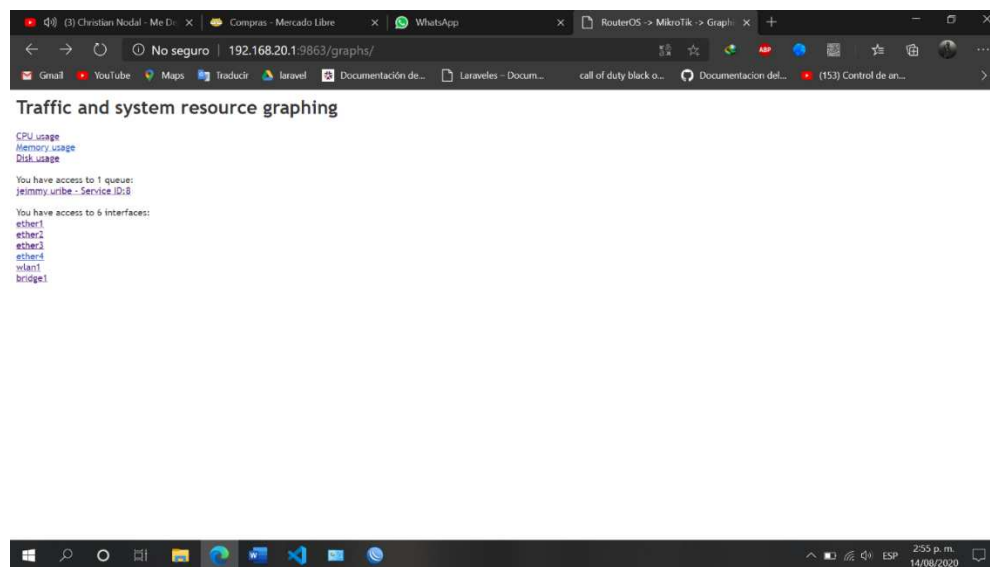 (3) Christian Nodal - Me De
Compras - Mercado Libre
WhatsApp
RouterOS -> MikroTik -> Graphi
No seguro | 192.168.20.1:9863/graphs/
ABP
Gmail YouTube Maps Traducir laravel Documentación de... Laraveles – Docum... call of duty black o... Documentacion del... (153) Control de an...
Traffic and system resource graphing
CPU usage
Memory usage
Disk usage
You have access to 1 queue:
jeimmy uribe - Service ID:8
You have access to 6 interfaces:
ether1
ether2
ether3
ether4
wlan1
bridge1
ESP
2:55 p. m.
14/08/2020